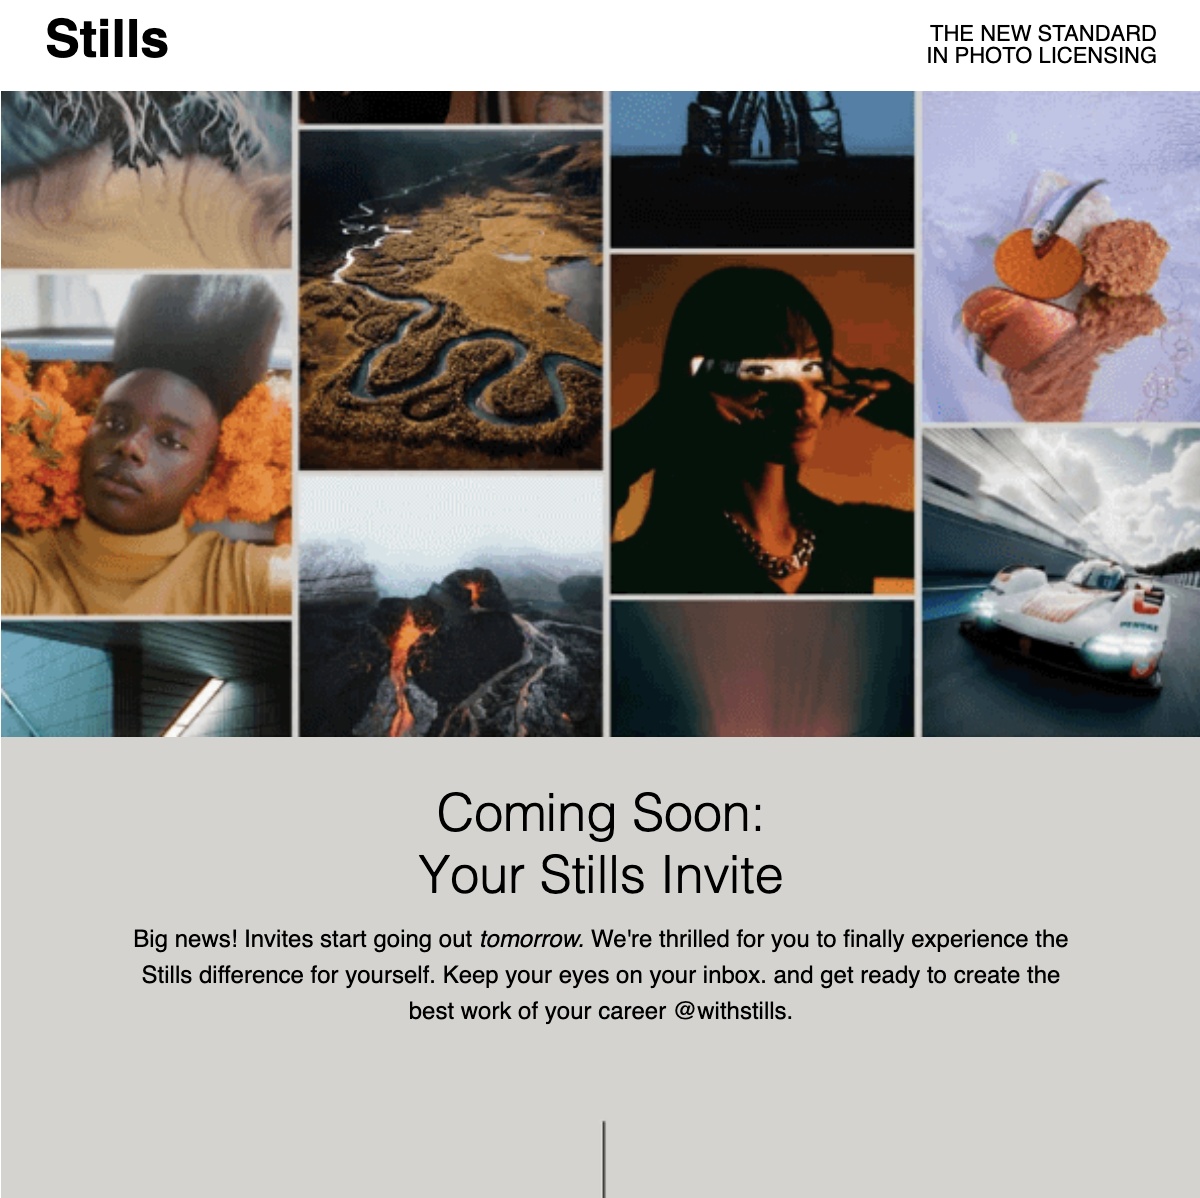 Stills
THE NEW STANDARD
IN PHOTO LICENSING
Coming Soon:
Your Stills Invite
Big news! Invites start going out tomorrow. We're thrilled for you to finally experience the
Stills difference for yourself. Keep your eyes on your inbox. and get ready to create the
best work of your career @withstills.